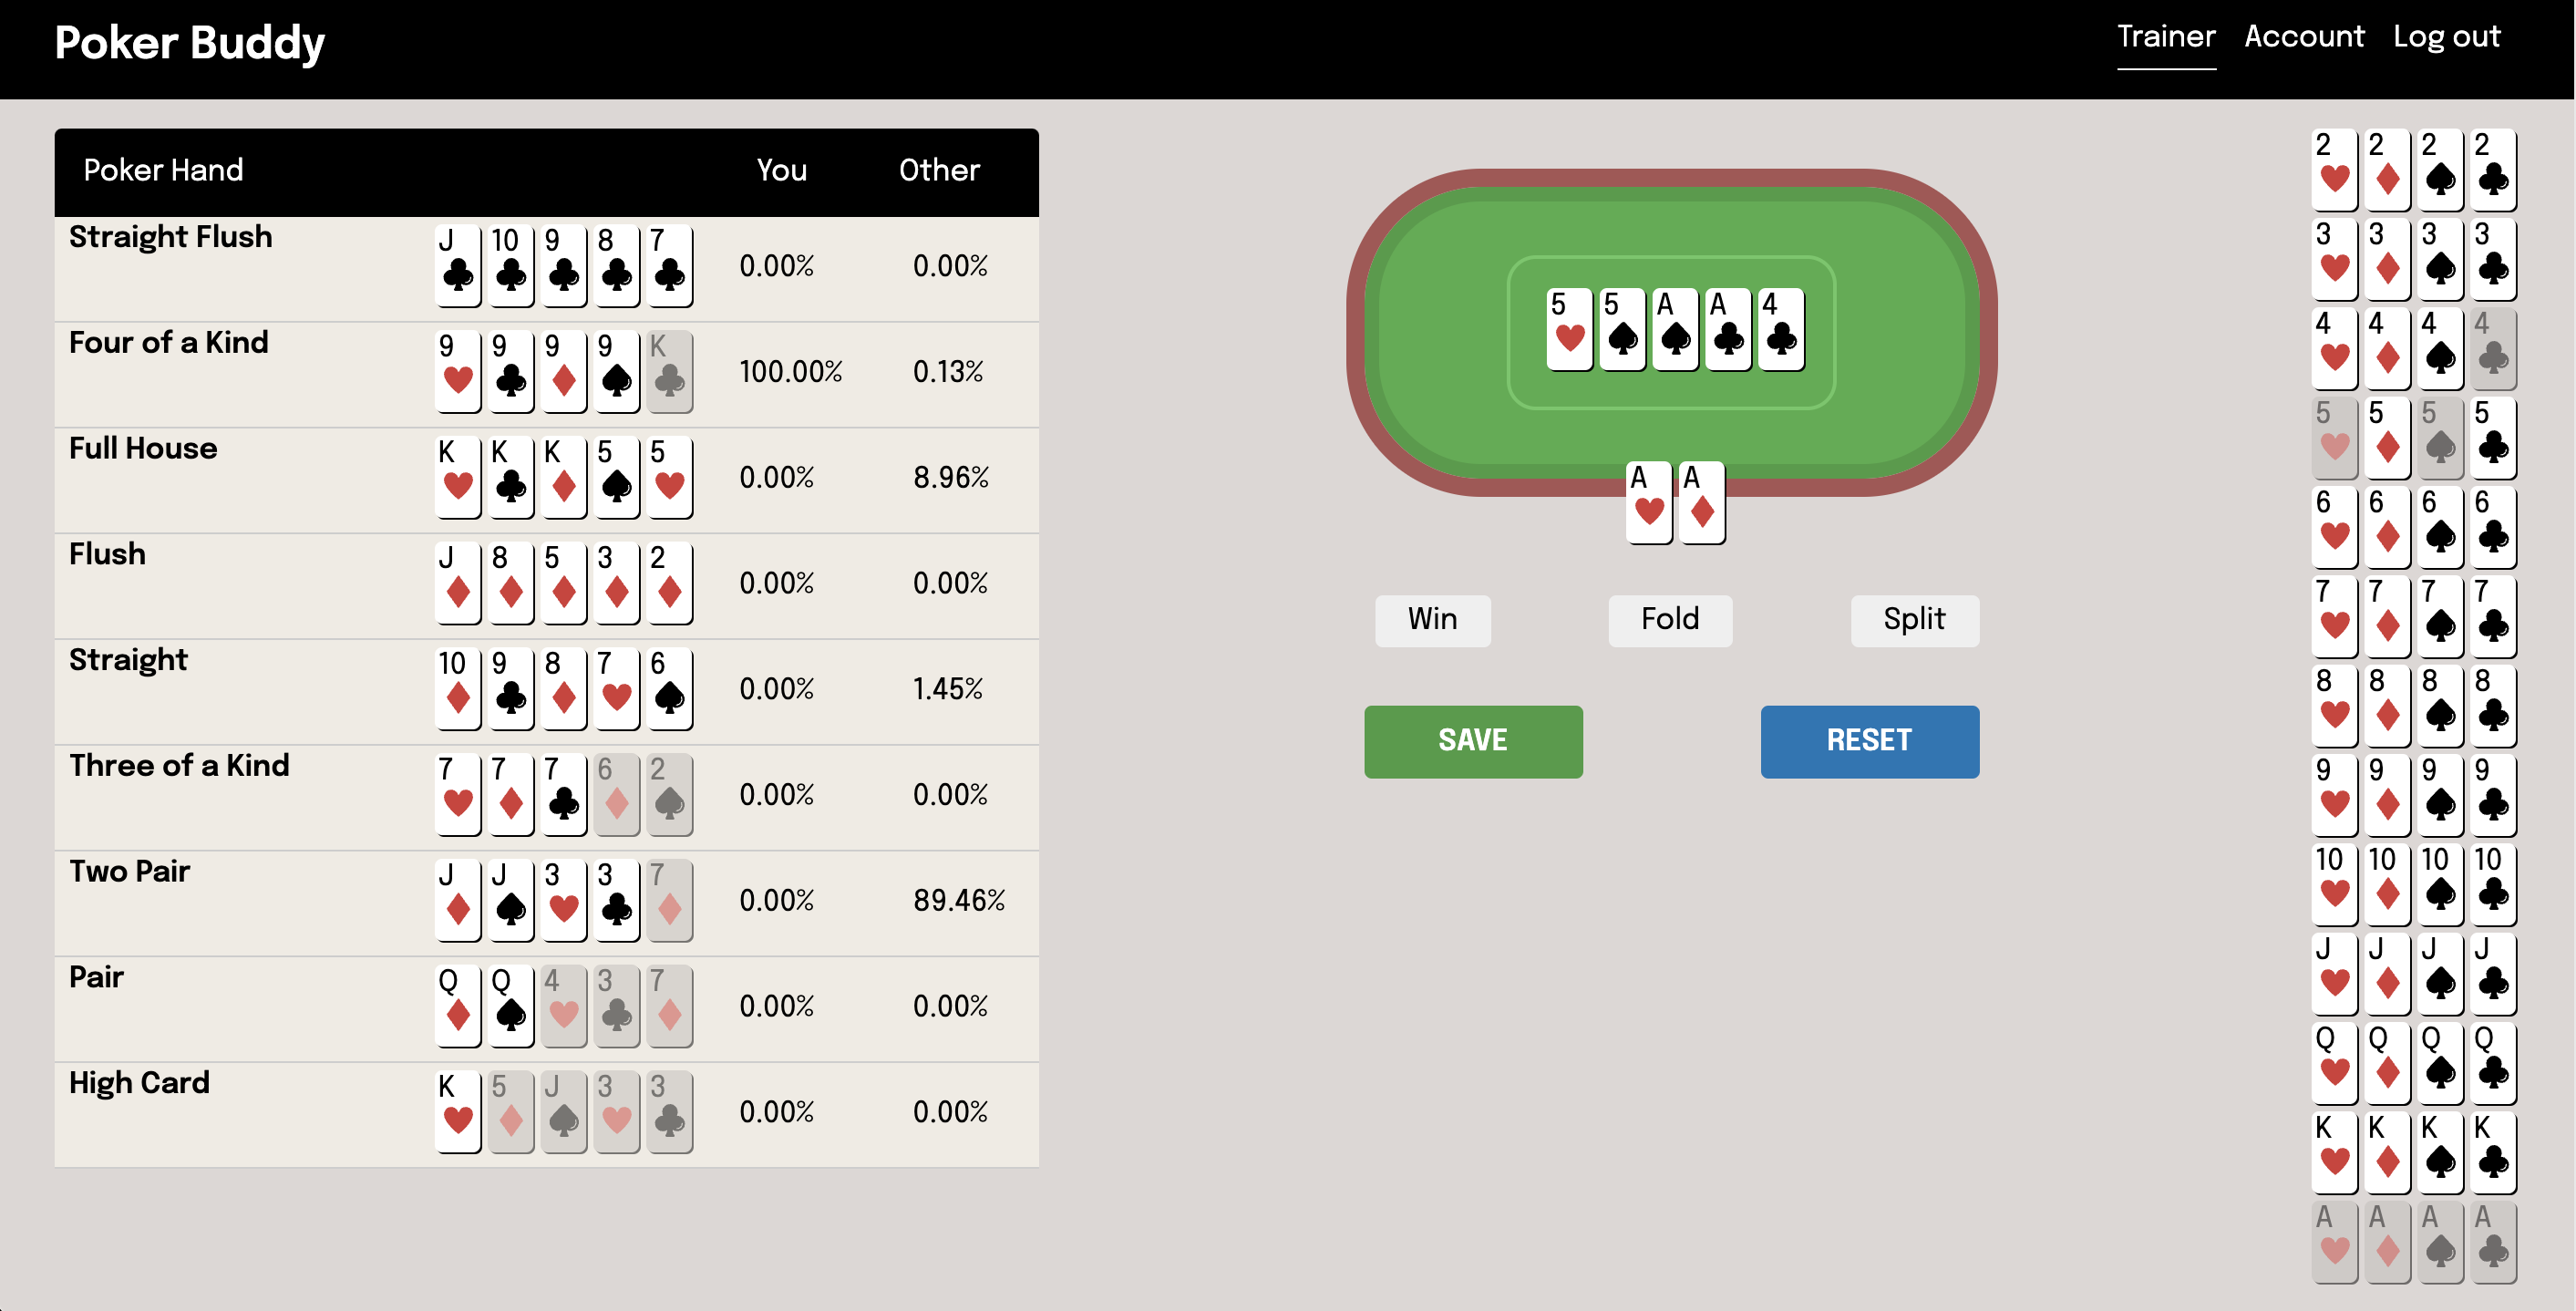 Poker Buddy
Trainer Account Log out
Poker Hand You Other
Straight Flush J 10 9 8 7 0.00% 0.00%
Four of a Kind 9 9 9 9 K 100.00% 0.13%
Full House K K K 5 5 0.00% 8.96%
Flush J 8 5 3 2 0.00% 0.00%
Straight 10 9 8 7 6 0.00% 1.45%
Three of a Kind 7 7 7 6 2 0.00% 0.00%
Two Pair J J 3 3 7 0.00% 89.46%
Pair Q Q 4 3 7 0.00% 0.00%
High Card K 5 J 3 3 0.00% 0.00%
5 5 A A 4
A A
Win Fold Split
SAVE RESET
2 2 2 2
3 3 3 3
4 4 4 4
5 5 5 5
6 6 6 6
7 7 7 7
8 8 8 8
9 9 9 9
10 10 10 10
J J J J
Q Q Q Q
K K K K
A A A A